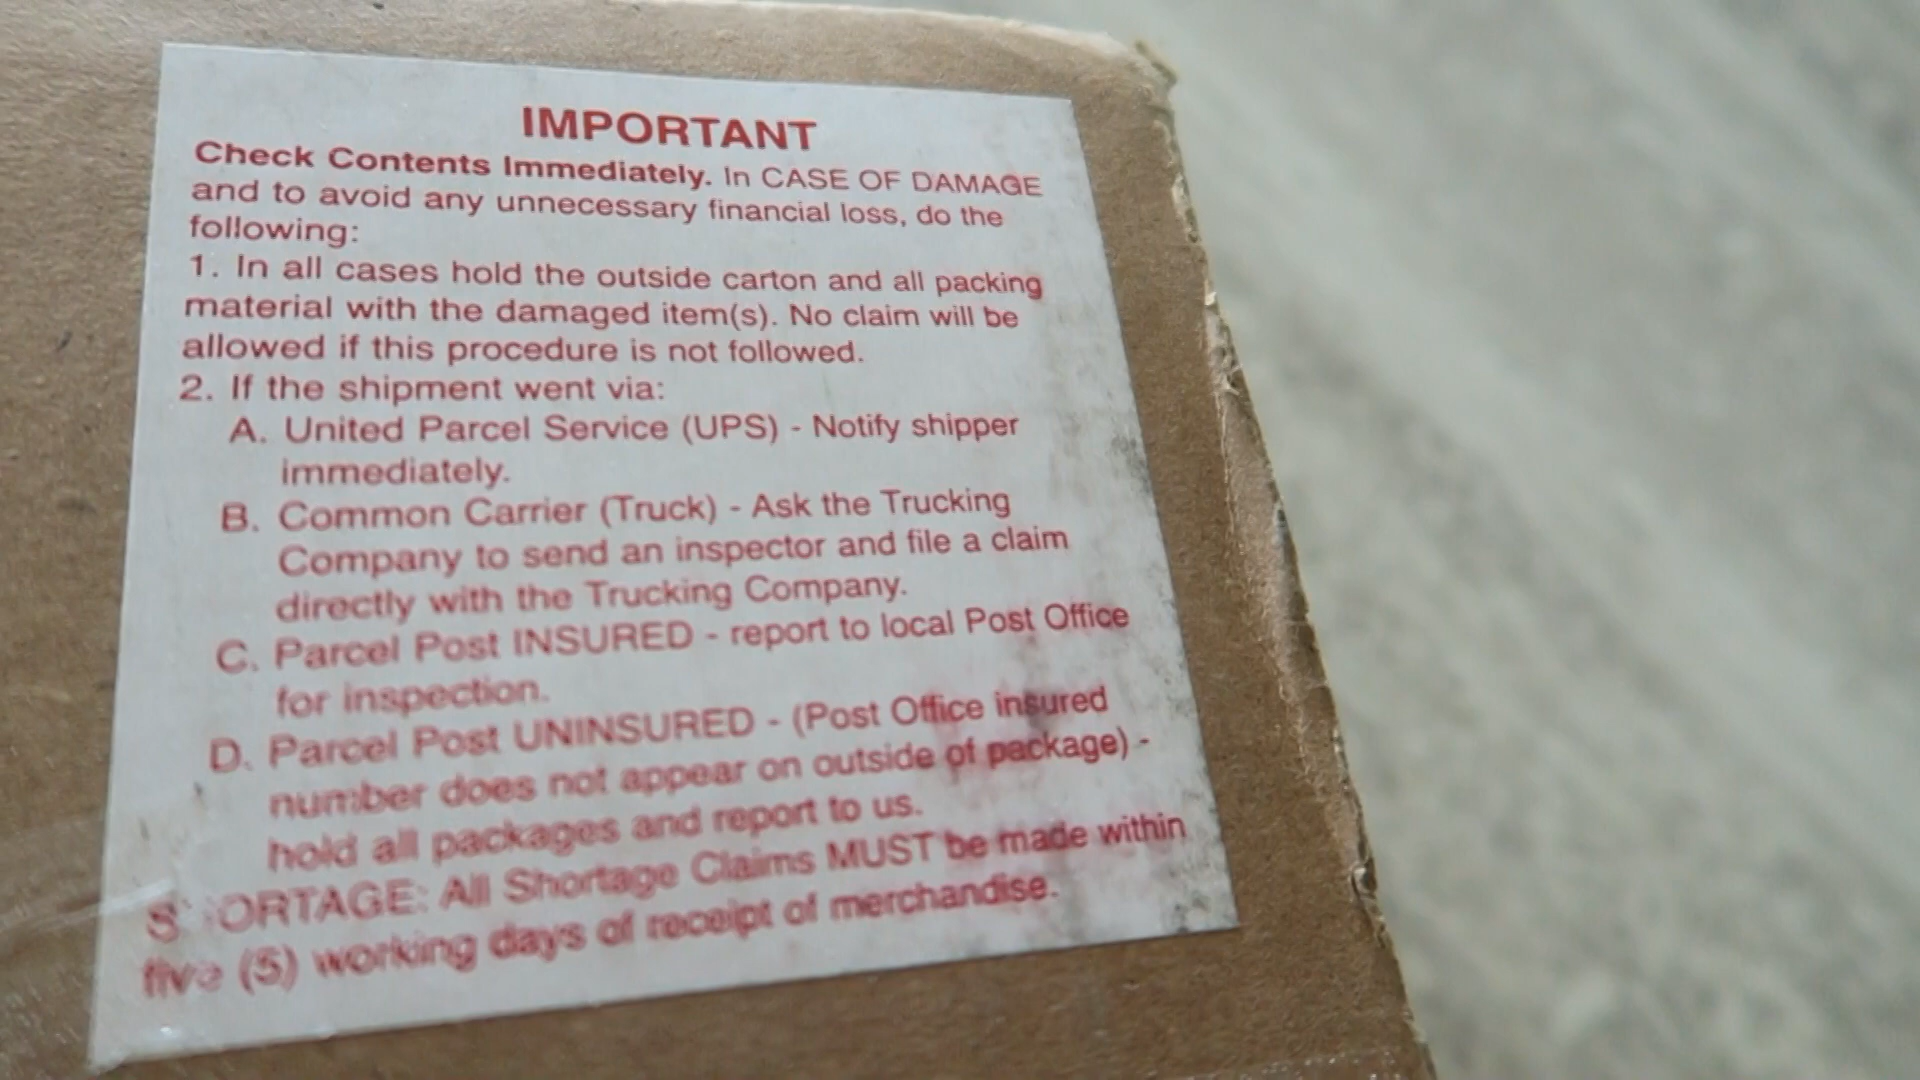 IMPORTANT
Check Contents Immediately. In CASE OF DAMAGE
and to avoid any unnecessary financial loss, do the
following:
1. In all cases hold the outside carton and all packing
material with the damaged item(s). No claim will be
allowed if this procedure is not followed.
2. If the shipment went via:
A. United Parcel Service (UPS) - Notify shipper
immediately.
B. Common Carrier (Truck) - Ask the Trucking
Company to send an inspector and file a claim
directly with the Trucking Company.
C. Parcel Post INSURED - report to local Post Office
for inspection.
D. Parcel Post UNINSURED - (Post Office insured
number does not appear on outside of package) -
hold all packages and report to us.
SHORTAGE: All Shortage Claims MUST be made within
five (5) working days of receipt of merchandise.